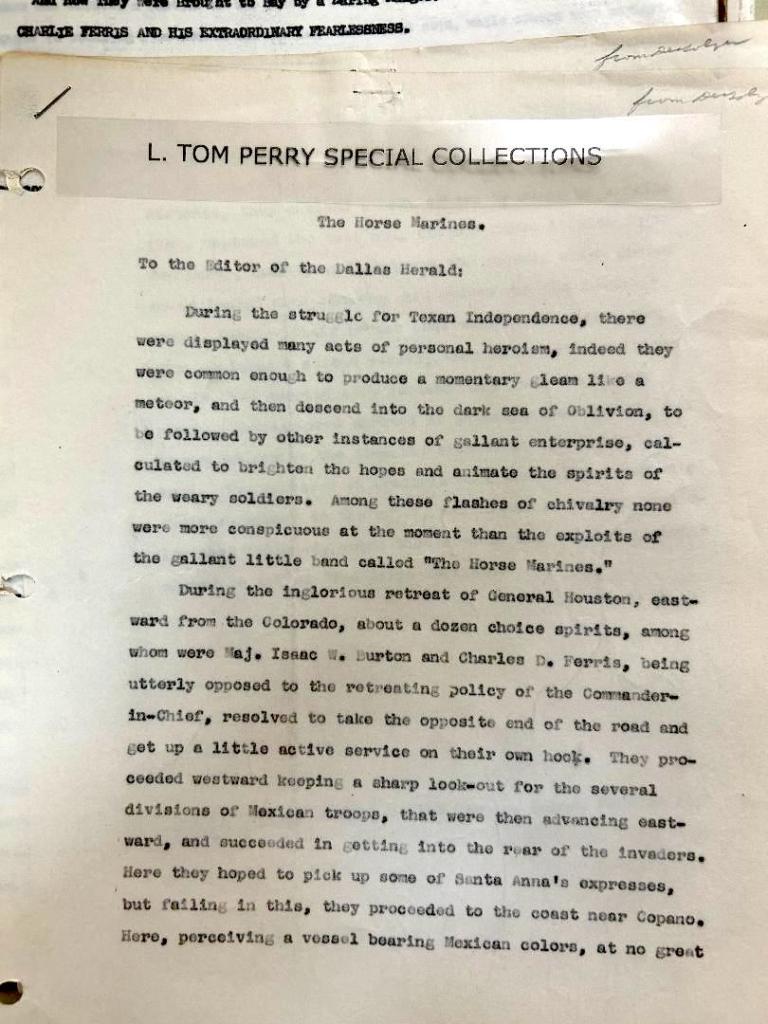 And now they were brought to Bay by a Daring
CHARLIE FERRIS AND HIS EXTRAORDINARY FEARLESSNESS.
from
from
L. TOM PERRY SPECIAL COLLECTIONS
The Horse Marines.
To the Editor of the Dallas Herald:
During the struggle for Texan Independence, there
were displayed many acts of personal heroism, indeed they
were common enough to produce a momentary gleam like a
meteor, and then descend into the dark sea of Oblivion, to
be followed by other instances of gallant enterprise, cal-
culated to brighten the hopes and animate the spirits of
the weary soldiers. Among these flashes of chivalry none
were more conspicuous at the moment than the exploits of
the gallant little band called "The Horse Marines."
During the inglorious retreat of General Houston, east-
ward from the Colorado, about a dozen choice spirits, among
whom were Maj. Isaac W. Burton and Charles D. Ferris, being
utterly opposed to the retreating policy of the Commander-
in-Chief, resolved to take the opposite end of the road and
get up a little active service on their own hook. They pro-
ceeded westward keeping a sharp look-out for the several
divisions of Mexican troops, that were then advancing east-
ward, and succeeded in getting into the rear of the invaders.
Here they hoped to pick up some of Santa Anna's expresses,
but failing in this, they proceeded to the coast near Copano.
Here, perceiving a vessel bearing Mexican colors, at no great